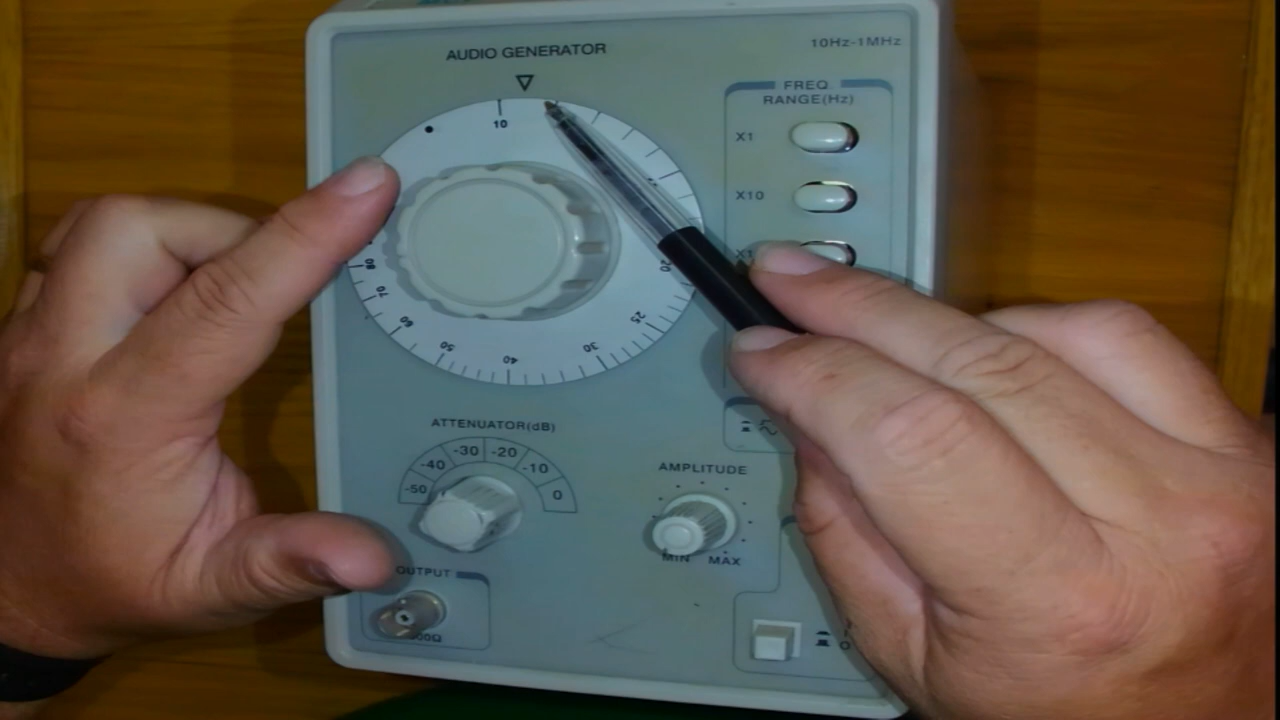 AUDIO GENERATOR
10Hz-1MHz
FREQ.
RANGE(Hz)
X1
X10
10
20
25
30
40
50
60
70
80
ATTENUATOR(dB)
-50 -40 -30 -20 -10 0
AMPLITUDE
MIN MAX
OUTPUT